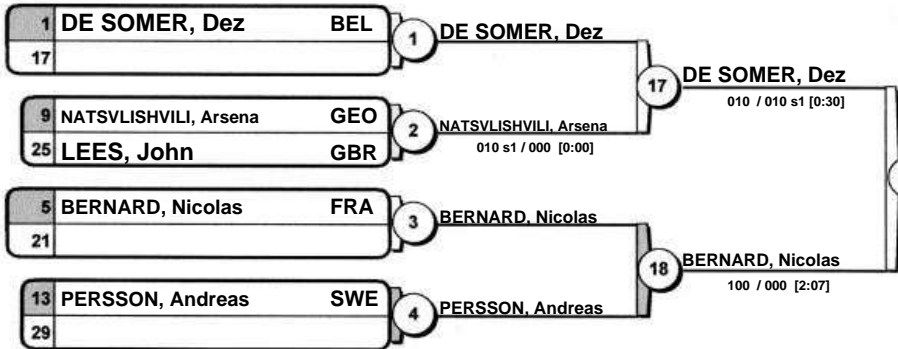 1 DE SOMER, Dez BEL
17
1 DE SOMER, Dez
9 NATSVLISHVILI, Arsena GEO
25 LEES, John GBR
2 NATSVLISHVILI, Arsena
010 s1 / 000 [0:00]
17 DE SOMER, Dez
010 / 010 s1 [0:30]
5 BERNARD, Nicolas FRA
21
3 BERNARD, Nicolas
13 PERSSON, Andreas SWE
29
4 PERSSON, Andreas
18 BERNARD, Nicolas
100 / 000 [2:07]